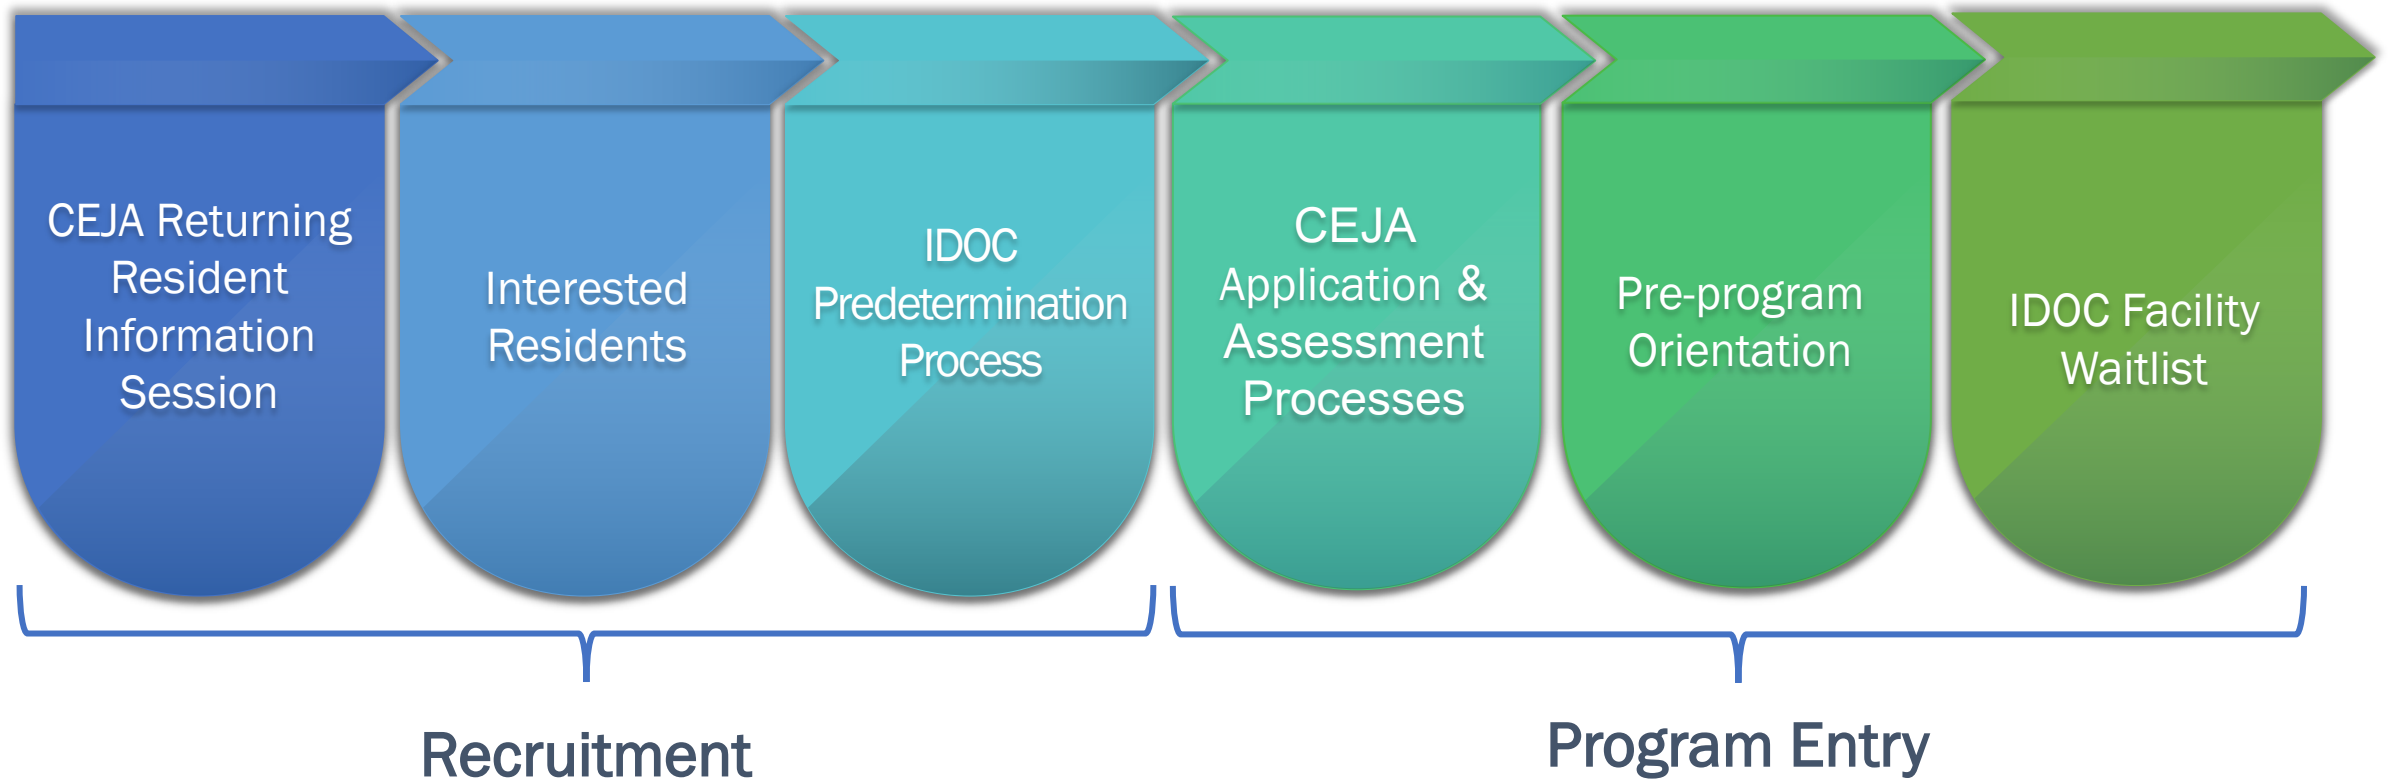 CEJA Returning
Resident
Information
Session
Interested
Residents
IDOC
Predetermination
Process
CEJA
Application &
Assessment
Processes
Pre-program
Orientation
IDOC Facility
Waitlist
Recruitment
Program Entry